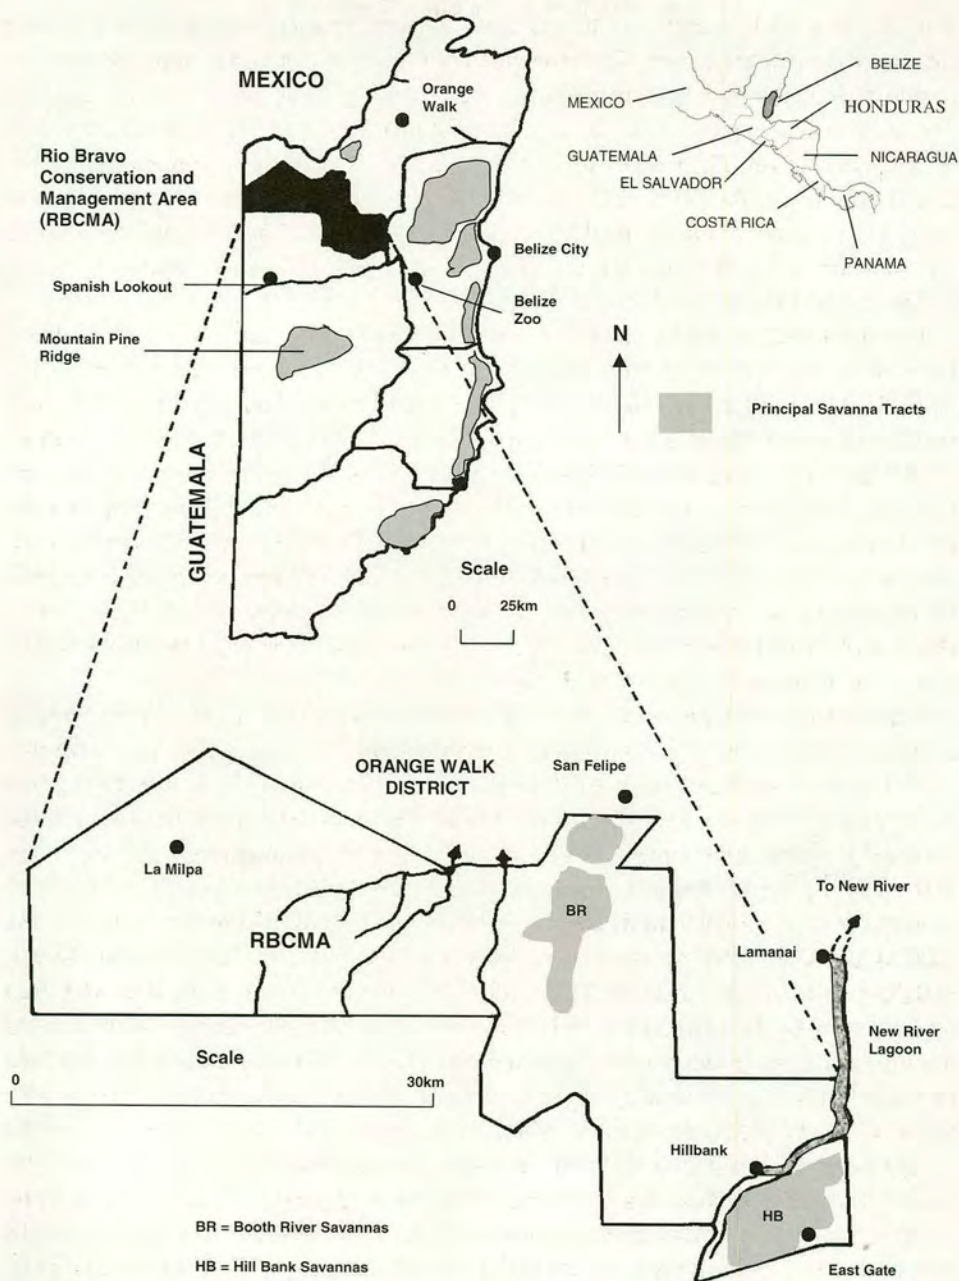 MEXICO
Orange
Walk
Rio Bravo
Conservation and
Management Area
(RBCMA)
Belize City
Spanish Lookout
Belize
Zoo
Mountain Pine
Ridge
GUATEMALA
BELIZE
MEXICO
HONDURAS
GUATEMALA
NICARAGUA
EL SALVADOR
COSTA RICA
PANAMA
N
Principal Savanna Tracts
Scale
0 25km
ORANGE WALK
DISTRICT
San Felipe
La Milpa
BR
To New River
RBCMA
Lamanai
New River
Lagoon
Scale
0 30km
Hillbank
HB
BR = Booth River Savannas
HB = Hill Bank Savannas
East Gate